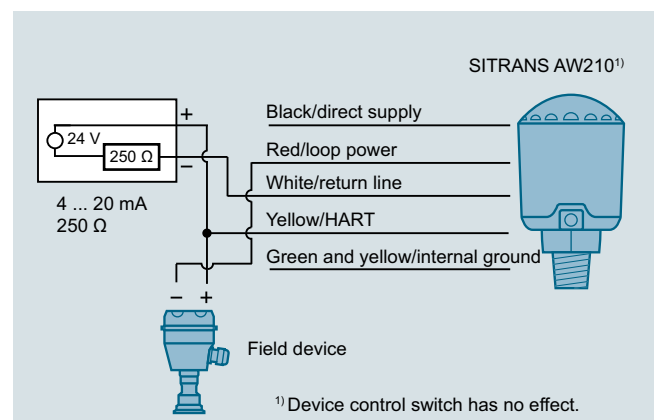 SITRANS AW210¹⁾
Black/direct supply
+
24 V
Red/loop power
250 Ω
–
White/return line
4 ... 20 mA
250 Ω
Yellow/HART
Green and yellow/internal ground
– +
Field device
¹⁾ Device control switch has no effect.